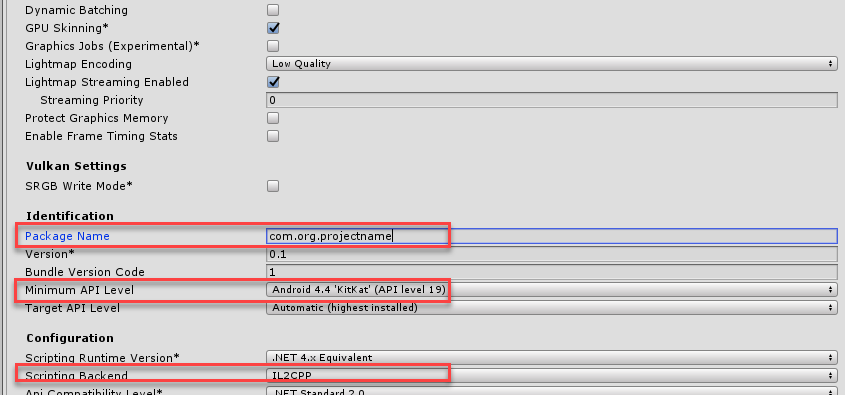 Dynamic Batching
GPU Skinning*
Graphics Jobs (Experimental)*
Lightmap Encoding Low Quality
Lightmap Streaming Enabled
Streaming Priority 0
Protect Graphics Memory
Enable Frame Timing Stats
Vulkan Settings
SRGB Write Mode*
Identification
Package Name com.org.projectname
Version* 0.1
Bundle Version Code 1
Minimum API Level Android 4.4 'KitKat' (API level 19)
Target API Level Automatic (highest installed)
Configuration
Scripting Runtime Version* .NET 4.x Equivalent
Scripting Backend IL2CPP
Api Compatibility Level* .NET Standard 2.0